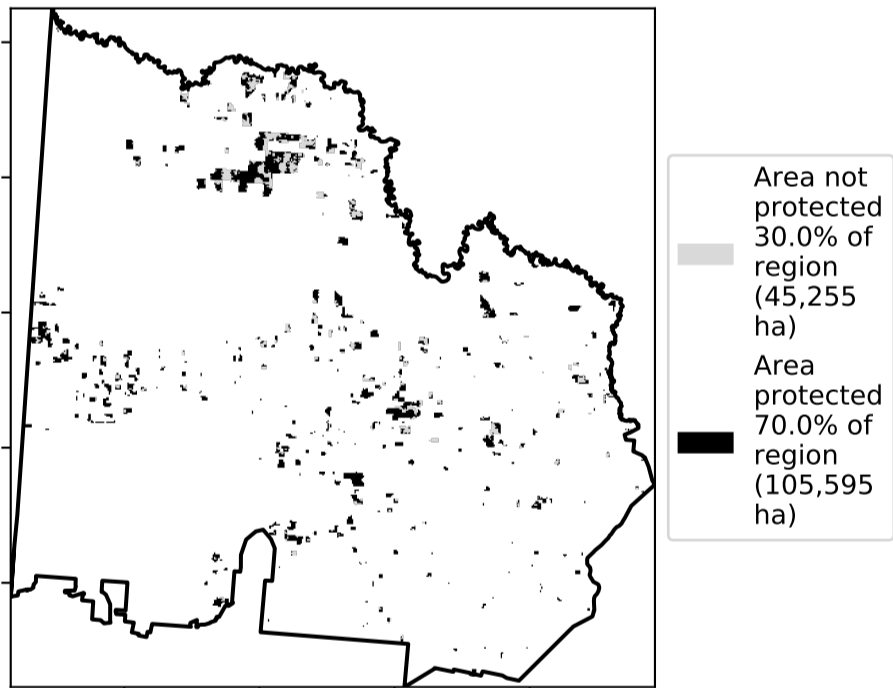 Area not
protected
30.0% of
region
(45,255
ha)
Area
protected
70.0% of
region
(105,595
ha)